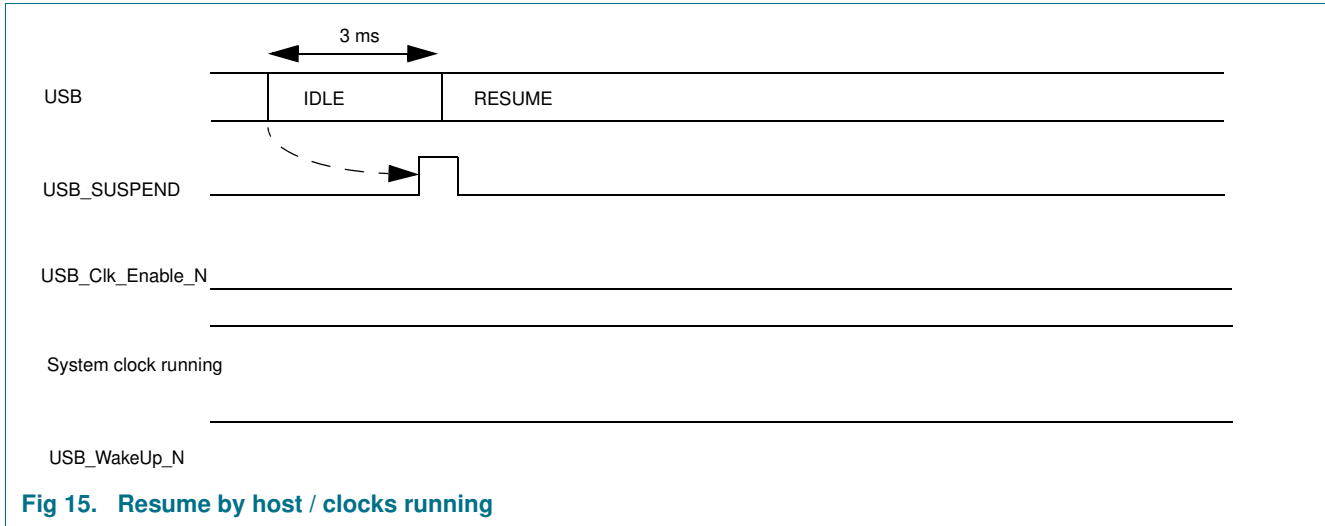 3 ms
USB
IDLE
RESUME
USB_SUSPEND
USB_Clk_Enable_N
System clock running
USB_WakeUp_N
Fig 15. Resume by host / clocks running